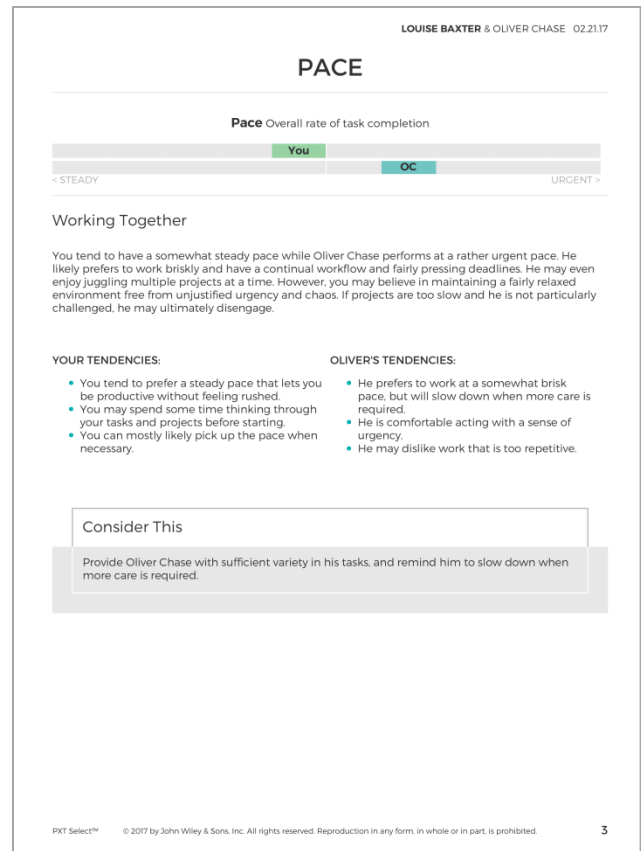 LOUISE BAXTER & OLIVER CHASE 02.21.17
PACE
Pace Overall rate of task completion
You
OC
< STEADY
URGENT >
Working Together
You tend to have a somewhat steady pace while Oliver Chase performs at a rather urgent pace. He
likely prefers to work briskly and have a continual workflow and fairly pressing deadlines. He may even
enjoy juggling multiple projects at a time. However, you may believe in maintaining a fairly relaxed
environment free from unjustified urgency and chaos. If projects are too slow and he is not particularly
challenged, he may ultimately disengage.
YOUR TENDENCIES:
• You tend to prefer a steady pace that lets you
be productive without feeling rushed.
• You may spend some time thinking through
your tasks and projects before starting.
• You can mostly likely pick up the pace when
necessary.
OLIVER'S TENDENCIES:
• He prefers to work at a somewhat brisk
pace, but will slow down when more care is
required.
• He is comfortable acting with a sense of
urgency.
• He may dislike work that is too repetitive.
Consider This
Provide Oliver Chase with sufficient variety in his tasks, and remind him to slow down when
more care is required.
PXT Select™ © 2017 by John Wiley & Sons, Inc. All rights reserved. Reproduction in any form, in whole or in part, is prohibited. 3